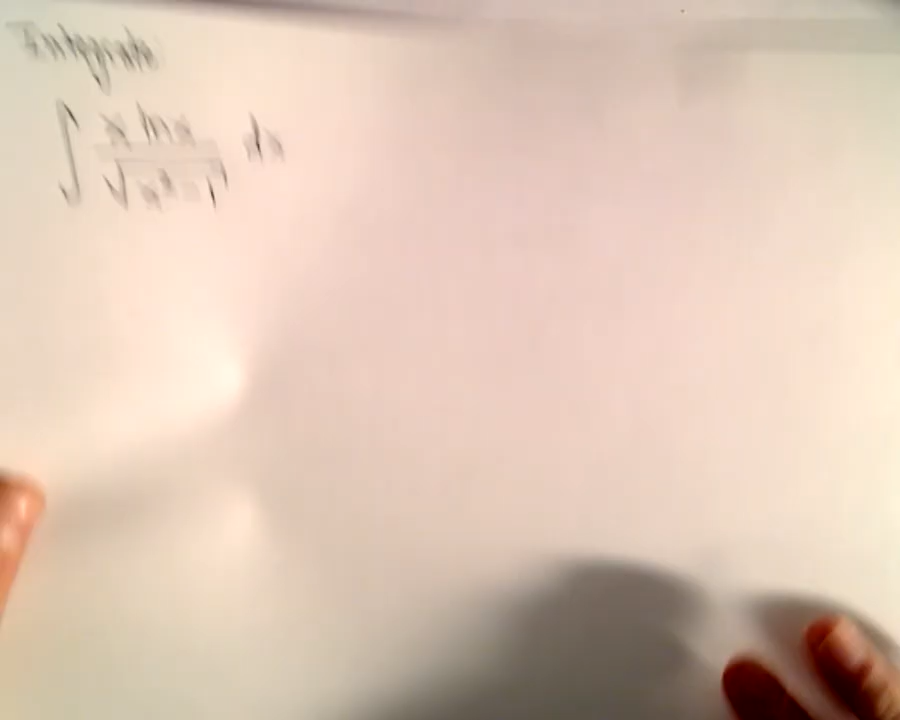 Integrate
∫ x ln x / √(x² - 1) dx